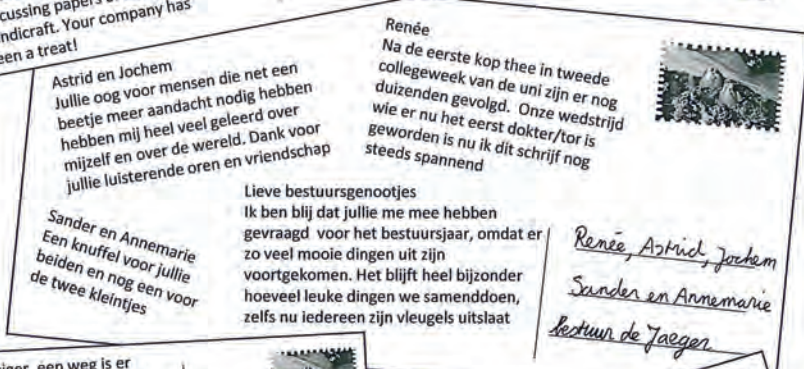 cussing papers
ndicraft. Your company has
een a treat!
Astrid en Jochem
Jullie oog voor mensen die net een
beetje meer aandacht nodig hebben
hebben mij heel veel geleerd over
mijzelf en over de wereld. Dank voor
jullie luisterende oren en vriendschap
Renée
Na de eerste kop thee in tweede
collegeweek van de uni zijn er nog
duizenden gevolgd. Onze wedstrijd
wie er nu het eerst dokter/tor is
geworden is nu ik dit schrijf nog
steeds spannend
Sander en Annemarie
Een knuffel voor jullie
beiden en nog een voor
de twee kleintjes
Lieve bestuursgenootjes
Ik ben blij dat jullie me mee hebben
gevraagd voor het bestuursjaar, omdat er
zo veel mooie dingen uit zijn
voortgekomen. Het blijft heel bijzonder
hoeveel leuke dingen we samenddoen,
zelfs nu iedereen zijn vleugels uitslaat
Renée, Astrid, Jochem
Sander en Annemarie
Bestuur de Jaeger
een weg is er